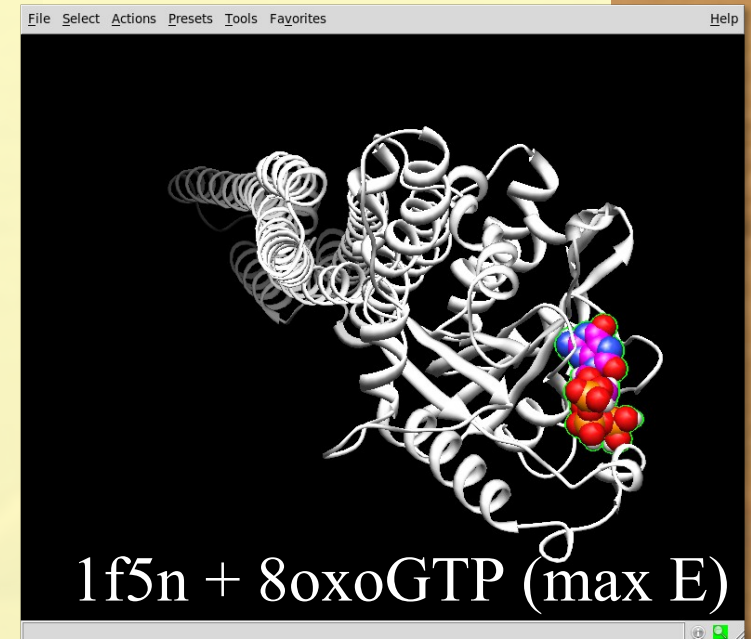 File Select Actions Presets Tools Favorites Help
1f5n + 8oxoGTP (max E)